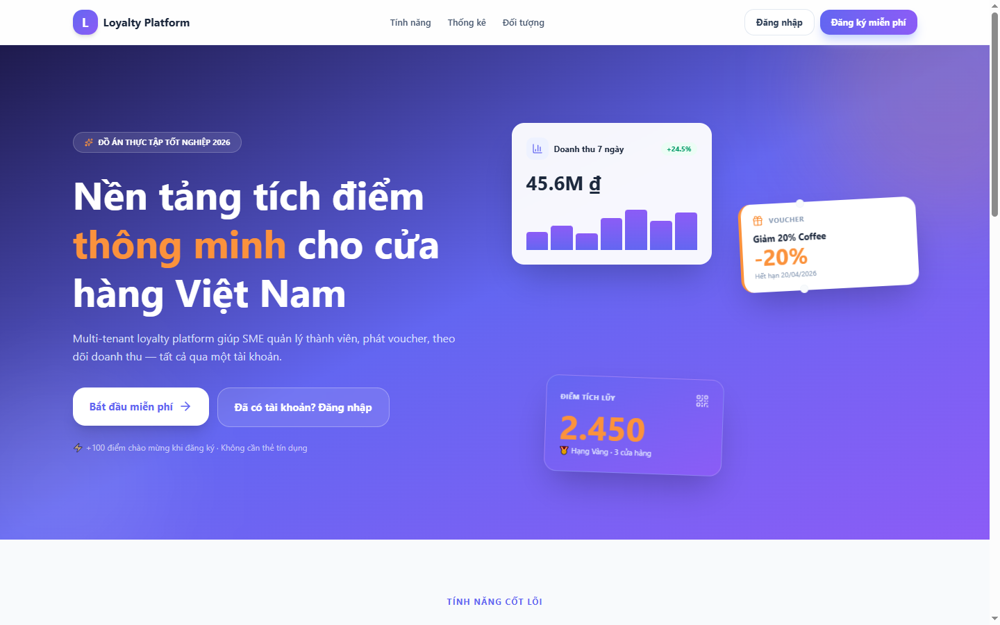 L Loyalty Platform
Tính năng Thống kê Đối tượng
Đăng nhập
Đăng ký miễn phí
ĐỒ ÁN THỰC TẬP TỐT NGHIỆP 2026
Nền tảng tích điểm
thông minh cho cửa
hàng Việt Nam
Multi-tenant loyalty platform giúp SME quản lý thành viên, phát voucher, theo
dõi doanh thu — tất cả qua một tài khoản.
Bắt đầu miễn phí →
Đã có tài khoản? Đăng nhập
⚡ +100 điểm chào mừng khi đăng ký · Không cần thẻ tín dụng
Doanh thu 7 ngày +24.5%
45.6M ₫
VOUCHER
Giảm 20% Coffee
-20%
Hết hạn 20/04/2026
ĐIỂM TÍCH LŨY
2.450
🏅 Hạng Vàng · 3 cửa hàng
TÍNH NĂNG CỐT LÕI